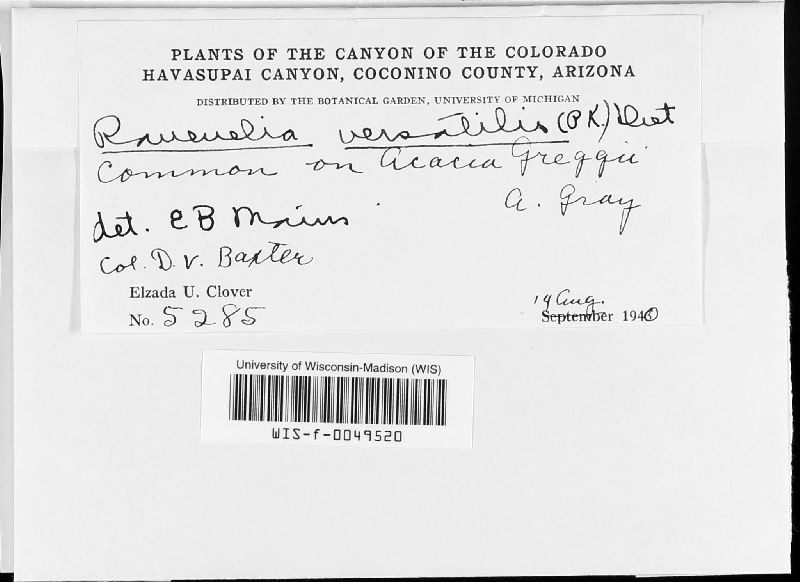 PLANTS OF THE CANYON OF THE COLORADO
HAVASUPAI CANYON, COCONINO COUNTY, ARIZONA
DISTRIBUTED BY THE BOTANICAL GARDEN, UNIVERSITY OF MICHIGAN
Ravenelia versatilis (P K.) Diet
Common on Acacia Greggii
A. Gray
det. E B Mains
Col. D. V. Baxter
Elzada U. Clover
No. 5285
19 Aug.
September 1940
University of Wisconsin-Madison (WIS)
WIS-f-0049520